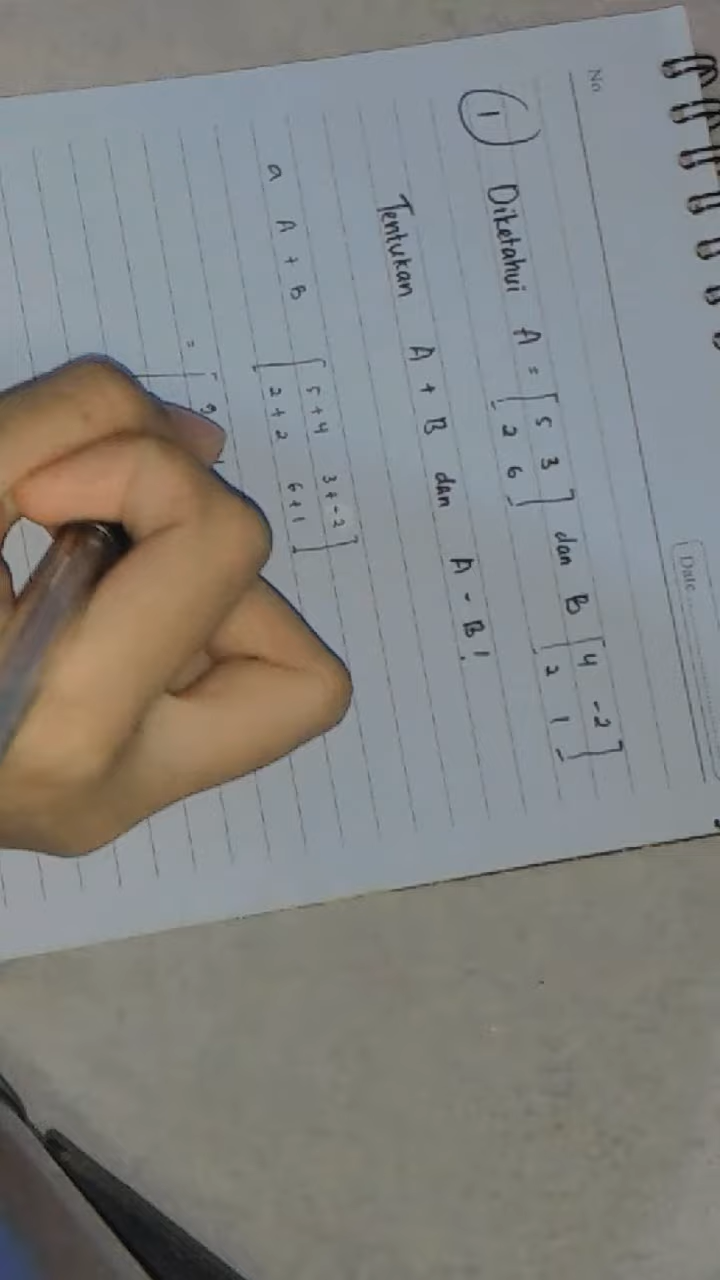 No
Date
1 Diketahui A = [ 5 3 ] dan B [ 4 -2 ]
[ 2 6 ] [ 2 1 ]
Tentukan A + B dan A - B!
a A + B [ 5 + 4 3 + -2 ]
[ 2 + 2 6 + 1 ]
= [ 9